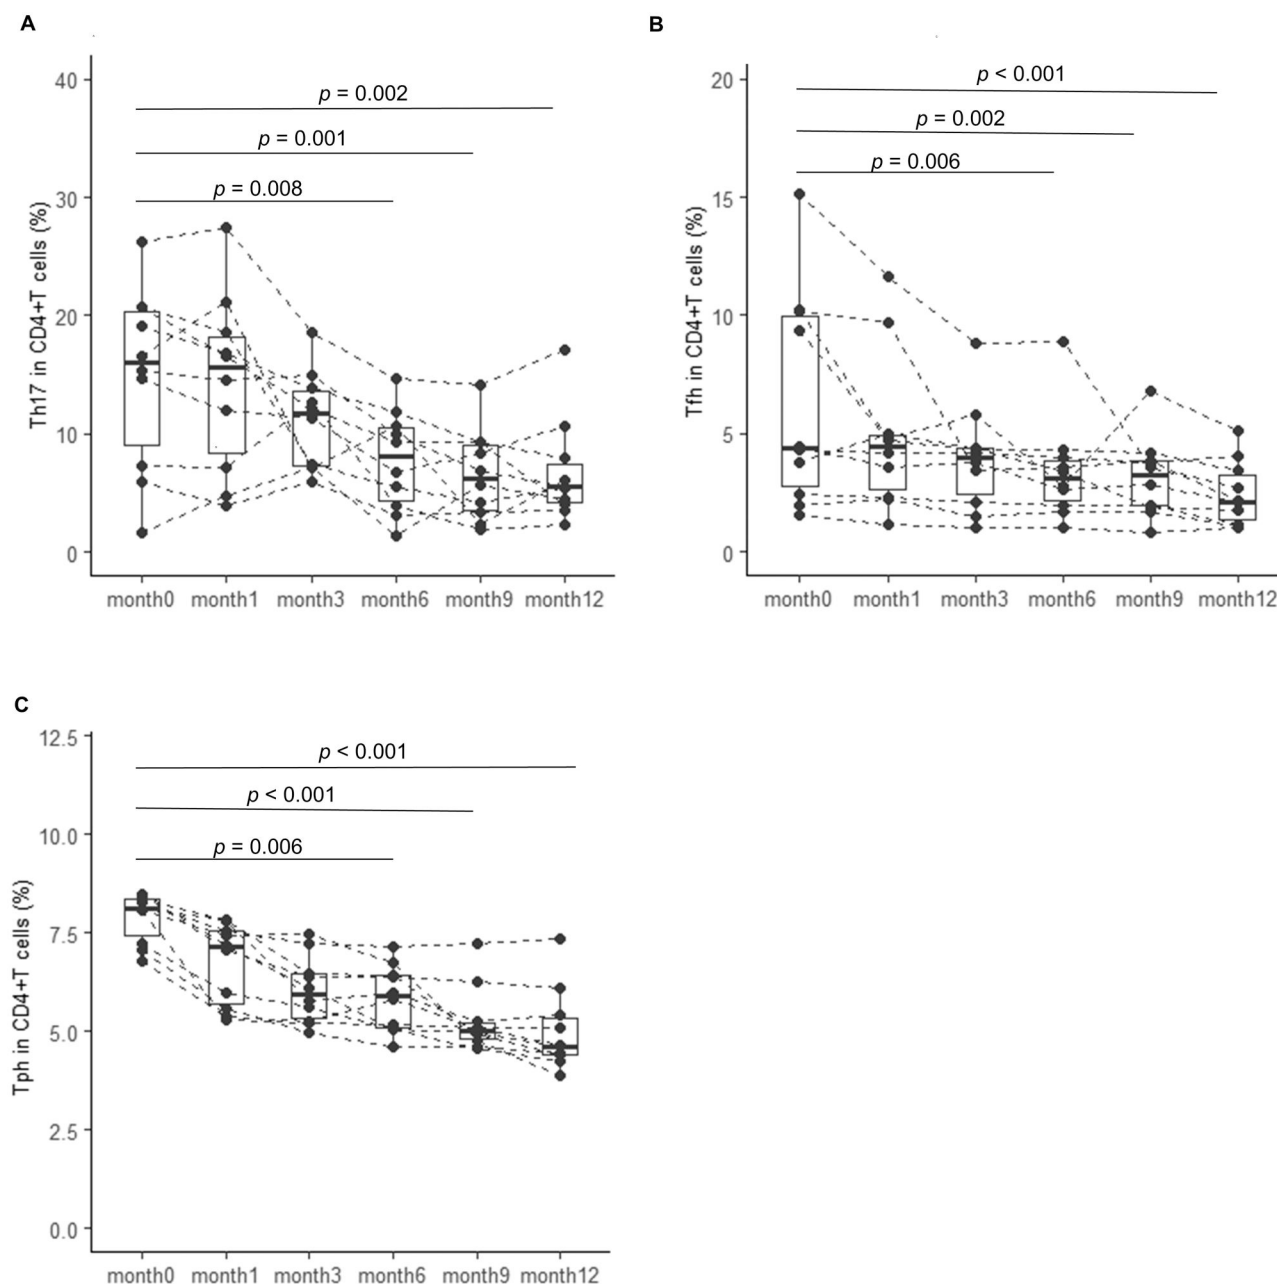 A
p = 0.002
p = 0.001
p = 0.008
Th17 in CD4+T cells (%)
40
30
20
10
0
month0 month1 month3 month6 month9 month12
B
p < 0.001
p = 0.002
p = 0.006
Tfh in CD4+T cells (%)
20
15
10
5
0
month0 month1 month3 month6 month9 month12
C
p < 0.001
p < 0.001
p = 0.006
Tph in CD4+T cells (%)
12.5
10.0
7.5
5.0
2.5
0.0
month0 month1 month3 month6 month9 month12